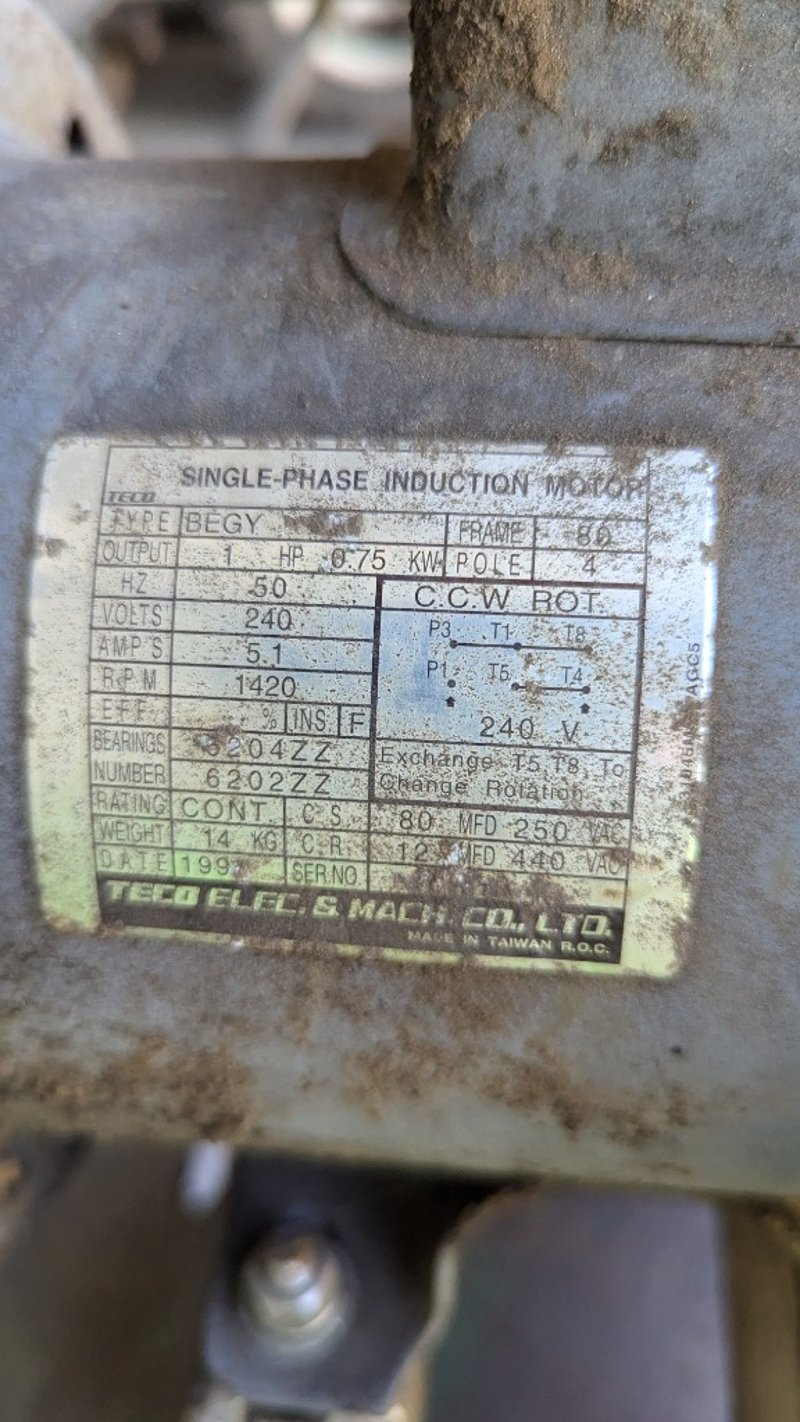 TECO SINGLE-PHASE INDUCTION MOTOR
TYPE BEGY FRAME 80
OUTPUT 1 HP 0.75 KW POLE 4
HZ 50
VOLTS 240
AMP'S 5.1
R.P.M 1420
EFF. % INS F
BEARINGS 6204ZZ
NUMBER 6202ZZ
C.C.W ROT.
P3 T1 T8
P1 T5 T4
240 V
Exchange T5,T8, To
Change Rotation
RATING CONT. C.S. 80 MFD 250 VAC
WEIGHT 14 KG C.R. 12 MFD 440 VAC
DATE SER.NO.
TECO ELEC. & MACH. CO., LTD.
MADE IN TAIWAN R.O.C.